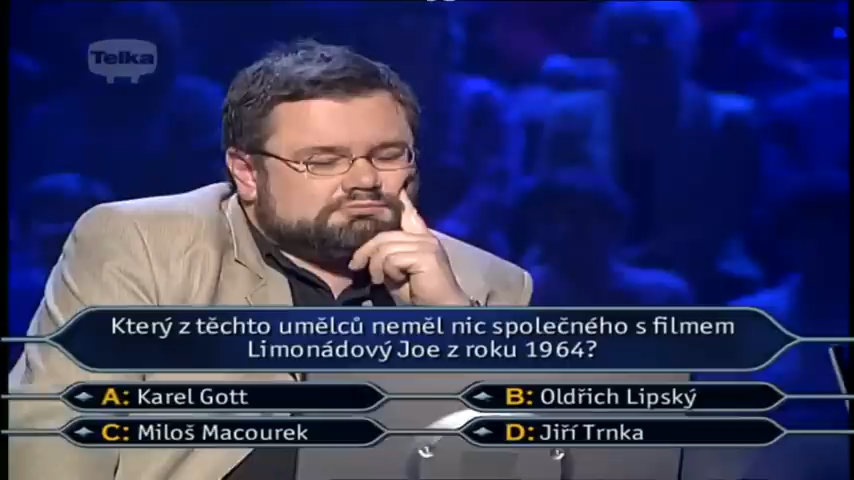 Telka
Který z těchto umělců neměl nic společného s filmem
Limonádový Joe z roku 1964?
A: Karel Gott
B: Oldřich Lipský
C: Miloš Macourek
D: Jiří Trnka